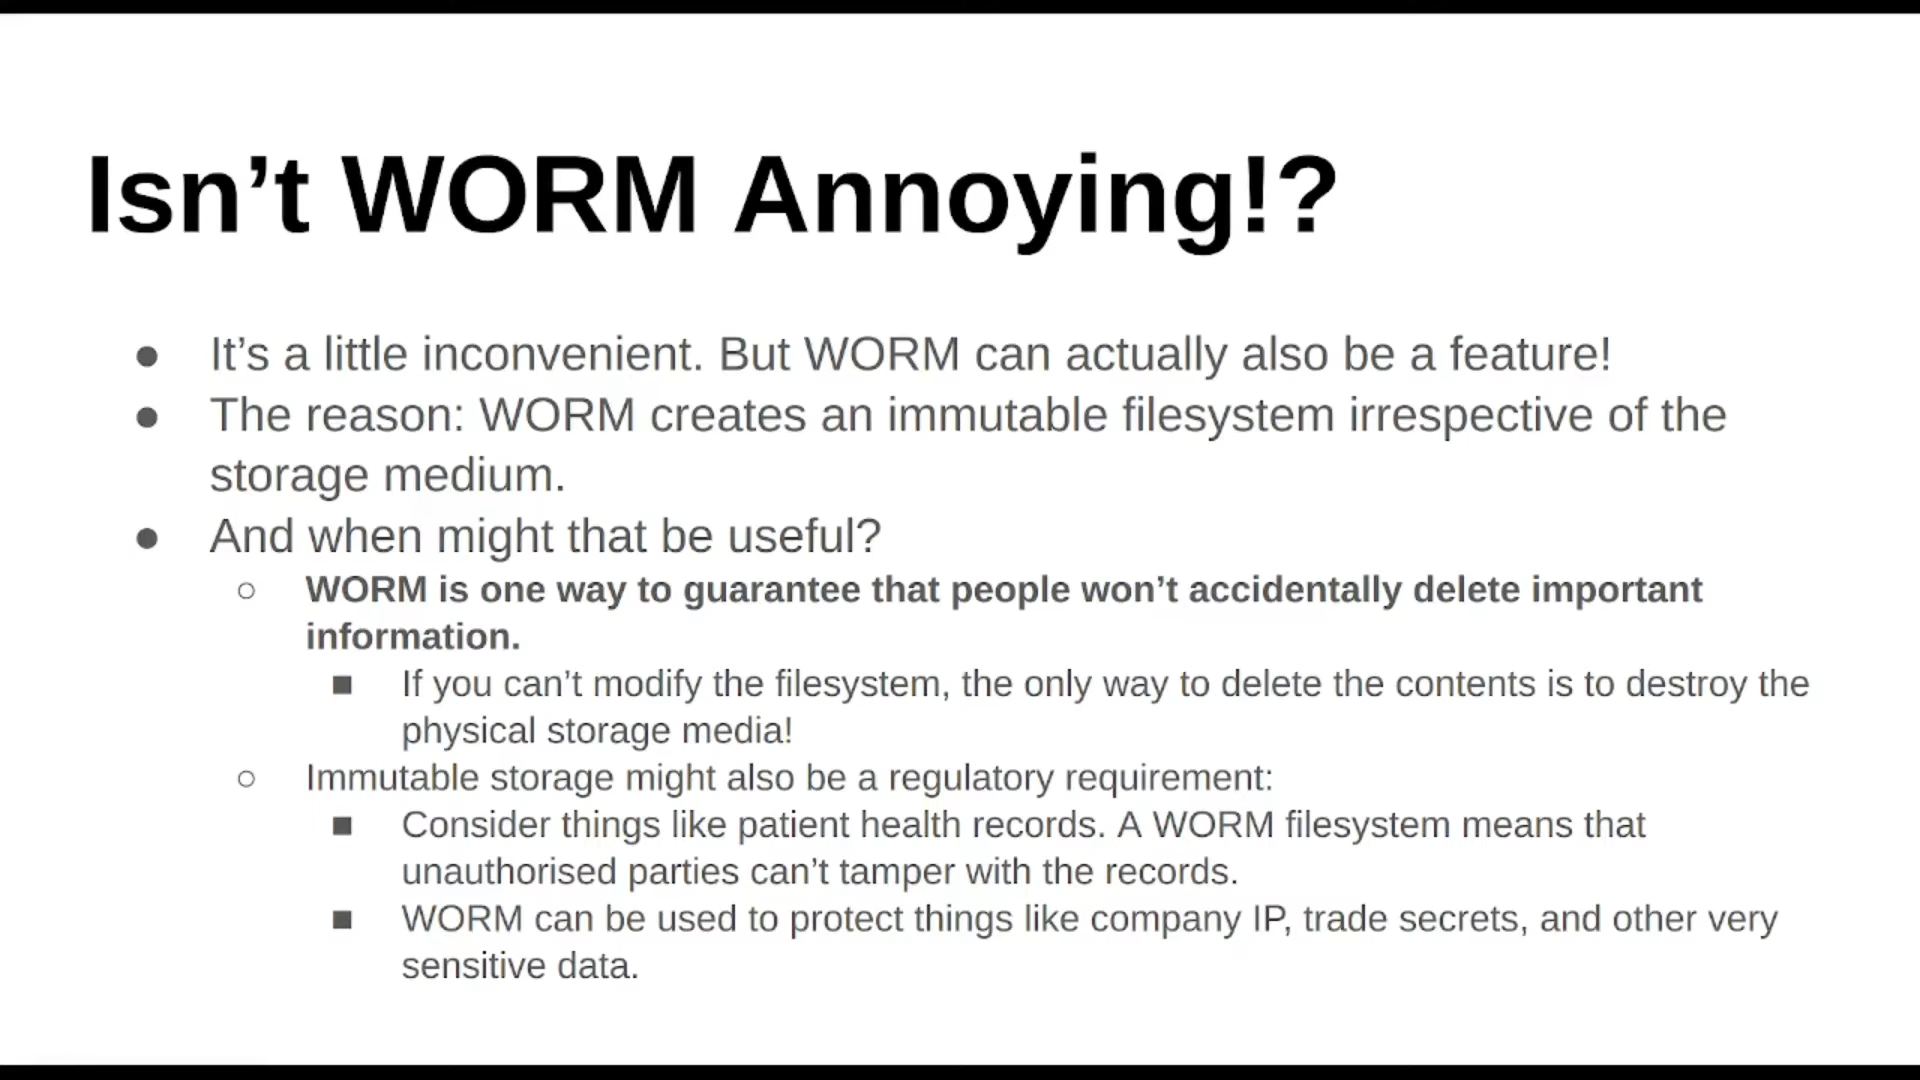 Isn’t WORM Annoying!?
● It’s a little inconvenient. But WORM can actually also be a feature!
● The reason: WORM creates an immutable filesystem irrespective of the
storage medium.
● And when might that be useful?
○ WORM is one way to guarantee that people won’t accidentally delete important
information.
■ If you can’t modify the filesystem, the only way to delete the contents is to destroy the
physical storage media!
○ Immutable storage might also be a regulatory requirement:
■ Consider things like patient health records. A WORM filesystem means that
unauthorised parties can’t tamper with the records.
■ WORM can be used to protect things like company IP, trade secrets, and other very
sensitive data.